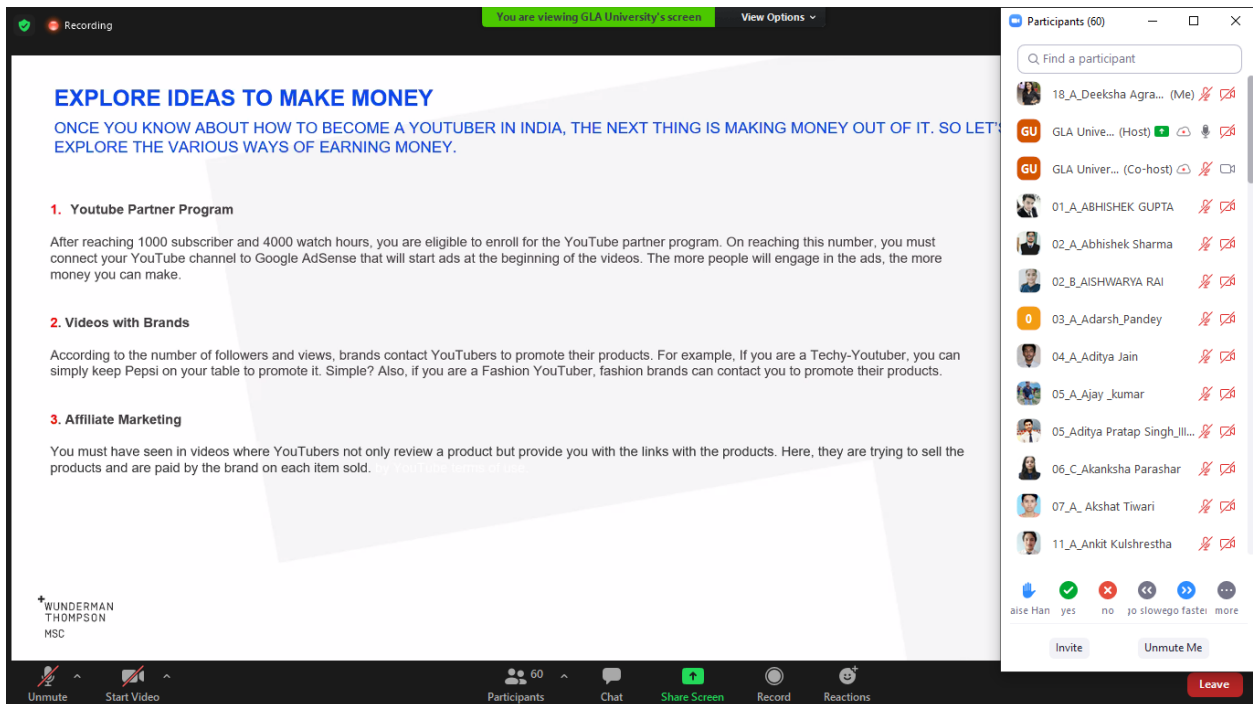 Recording
You are viewing GLA University's screen
View Options
EXPLORE IDEAS TO MAKE MONEY
ONCE YOU KNOW ABOUT HOW TO BECOME A YOUTUBER IN INDIA, THE NEXT THING IS MAKING MONEY OUT OF IT. SO LET'S
EXPLORE THE VARIOUS WAYS OF EARNING MONEY.
1. Youtube Partner Program
After reaching 1000 subscriber and 4000 watch hours, you are eligible to enroll for the YouTube partner program. On reaching this number, you must
connect your YouTube channel to Google AdSense that will start ads at the beginning of the videos. The more people will engage in the ads, the more
money you can make.
2. Videos with Brands
According to the number of followers and views, brands contact YouTubers to promote their products. For example, If you are a Techy-Youtuber, you can
simply keep Pepsi on your table to promote it. Simple? Also, if you are a Fashion YouTuber, fashion brands can contact you to promote their products.
3. Affiliate Marketing
You must have seen in videos where YouTubers not only review a product but provide you with the links with the products. Here, they are trying to sell the
products and are paid by the brand on each item sold.
WUNDERMAN
THOMPSON
MSC
Participants (60)
Find a participant
18_A_Deeksha Agra... (Me)
GU GLA Unive... (Host)
GU GLA Univer... (Co-host)
01_A_ABHISHEK GUPTA
02_A_Abhishek Sharma
02_B_AISHWARYA RAI
0 03_A_Adarsh_Pandey
04_A_Aditya Jain
05_A_Ajay _kumar
05_Aditya Pratap Singh_III...
06_C_Akanksha Parashar
07_A_ Akshat Tiwari
11_A_Ankit Kulshrestha
aise Han yes no go slower go faster more
Invite Unmute Me
Unmute Start Video 60 Participants Chat Share Screen Record Reactions Leave